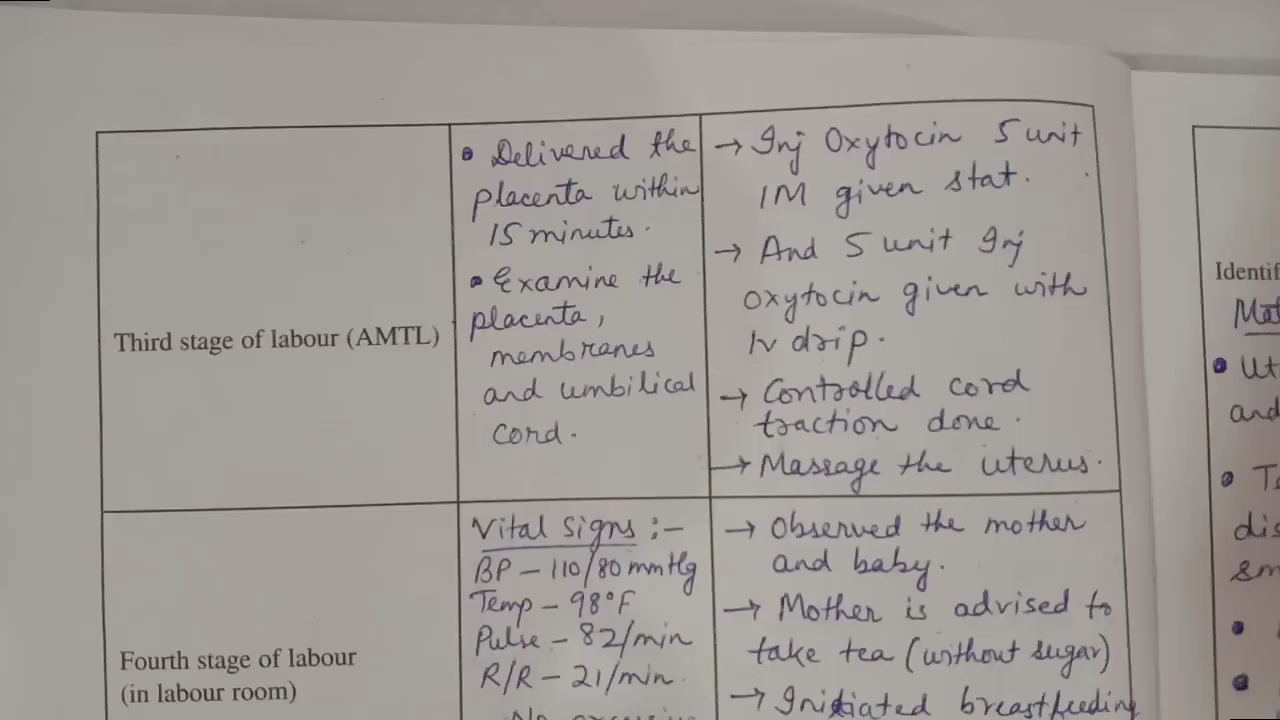 Third stage of labour (AMTL)
• Delivered the
placenta within
15 minutes.
• Examine the
placenta,
membranes
and umbilical
cord.
→ Inj Oxytocin 5 unit
IM given stat.
→ And 5 unit Inj
oxytocin given with
IV drip.
→ Controlled cord
traction done.
→ Massage the uterus.
Fourth stage of labour
(in labour room)
Vital Signs :-
BP - 110/80 mmHg
Temp - 98°F
Pulse - 82/min
R/R - 21/min.
→ Observed the mother
and baby.
→ Mother is advised to
take tea (without sugar)
→ Initiated breastfeeding